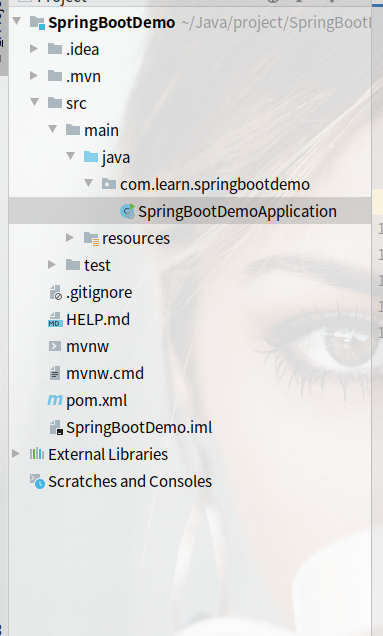 SpringBootDemo ~/Java/project/SpringBoot
.idea
.mvn
src
main
java
com.learn.springbootdemo
SpringBootDemoApplication
resources
test
.gitignore
HELP.md
mvnw
mvnw.cmd
pom.xml
SpringBootDemo.iml
External Libraries
Scratches and Consoles